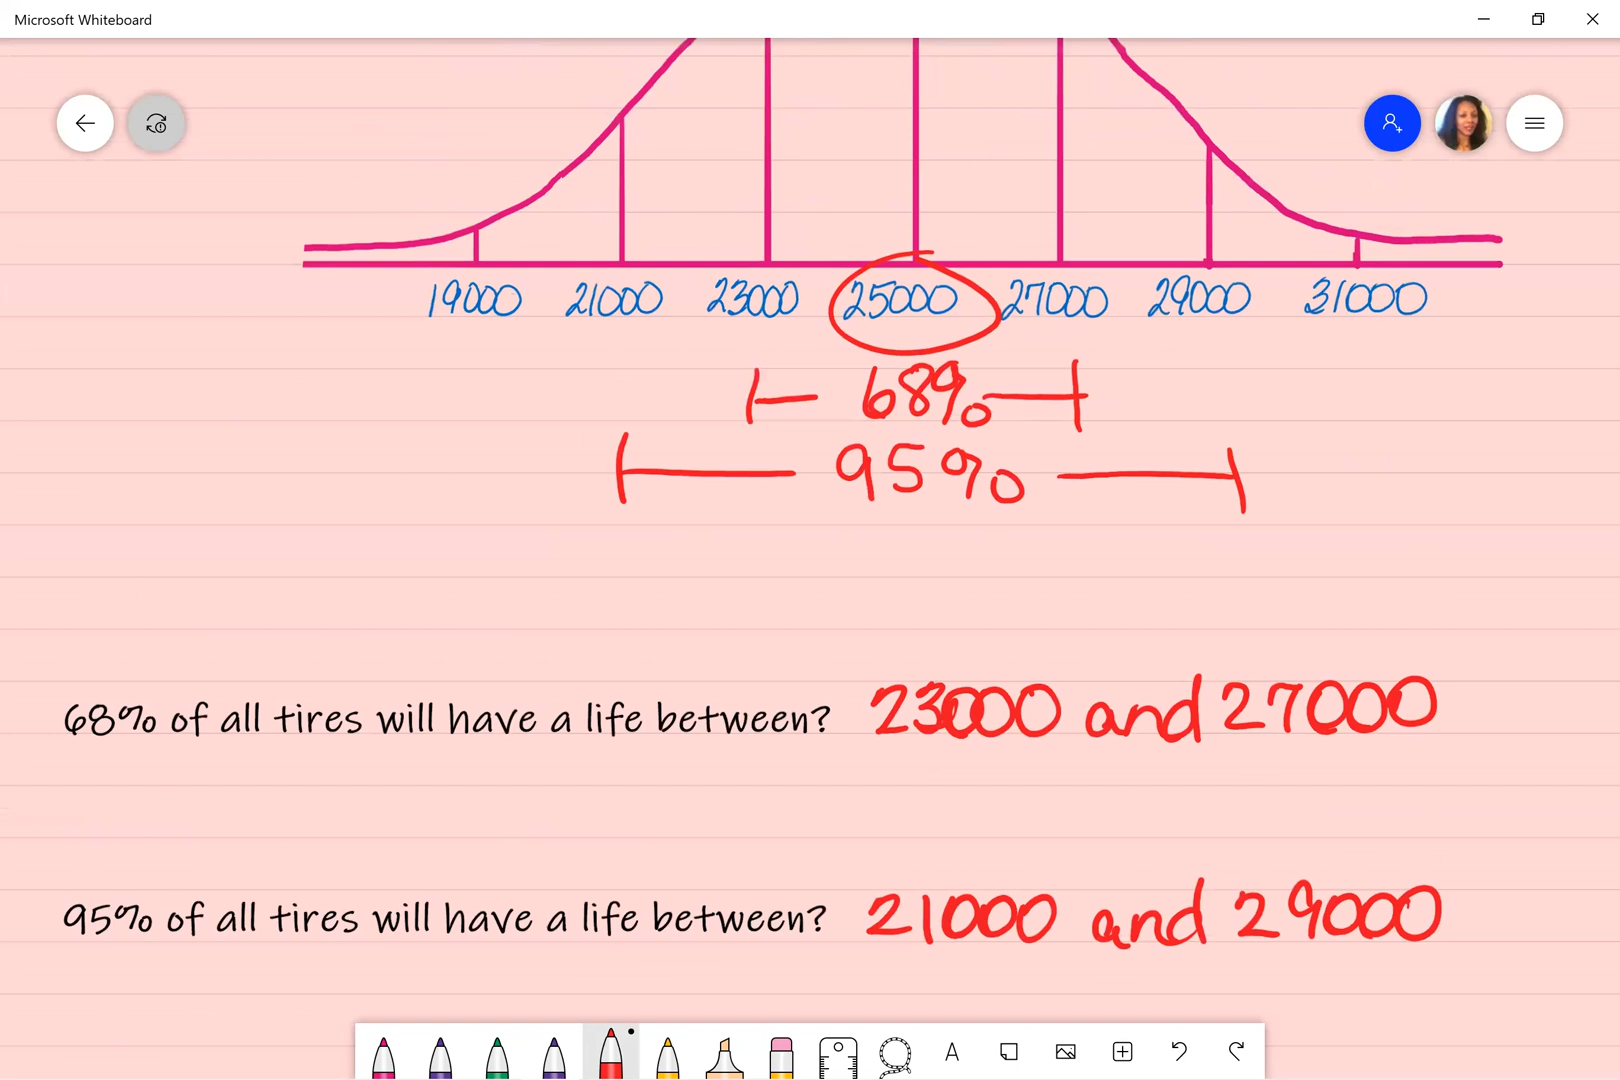 Microsoft Whiteboard
19000 21000 23000 25000 27000 29000 31000
68%
95%
68% of all tires will have a life between? 23000 and 27000
95% of all tires will have a life between? 21000 and 29000
A